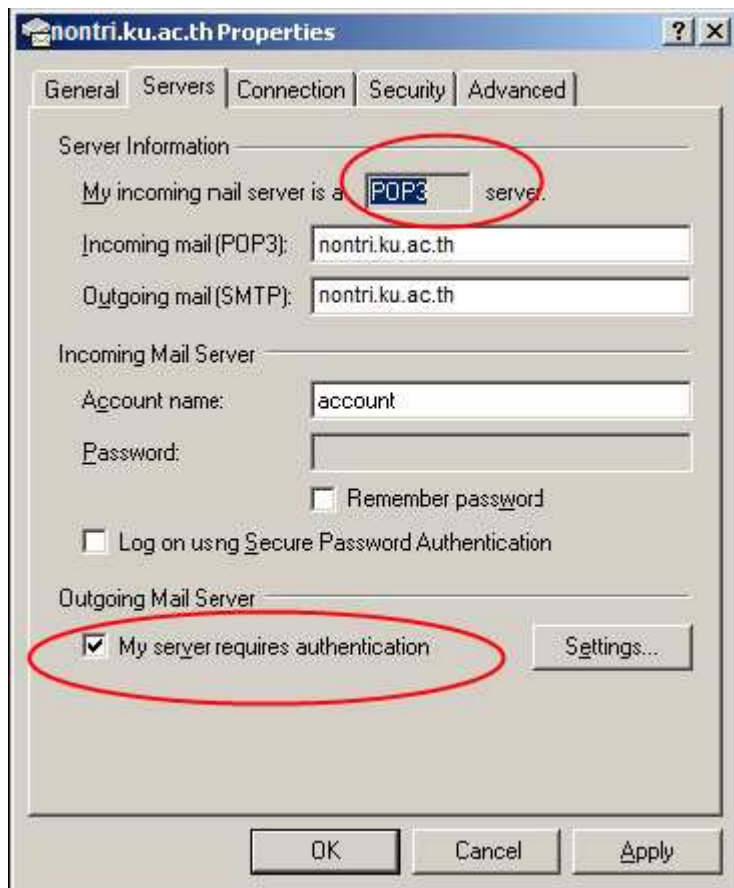 nontri.ku.ac.th Properties
General Servers Connection Security Advanced
Server Information
My incoming mail server is a POP3 server.
Incoming mail (POP3): nontri.ku.ac.th
Outgoing mail (SMTP): nontri.ku.ac.th
Incoming Mail Server
Account name: account
Password:
Remember password
Log on using Secure Password Authentication
Outgoing Mail Server
My server requires authentication Settings...
OK Cancel Apply